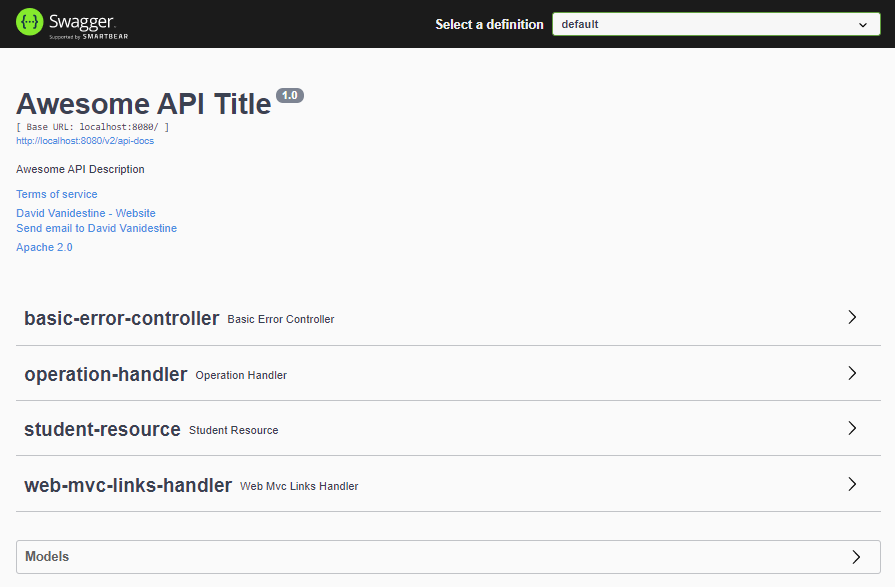 {···} Swagger.
Supported by SMARTBEAR
Select a definition default
Awesome API Title 1.0
[ Base URL: localhost:8080/ ]
http://localhost:8080/v2/api-docs
Awesome API Description
Terms of service
David Vanidestine - Website
Send email to David Vanidestine
Apache 2.0
basic-error-controller Basic Error Controller
operation-handler Operation Handler
student-resource Student Resource
web-mvc-links-handler Web Mvc Links Handler
Models